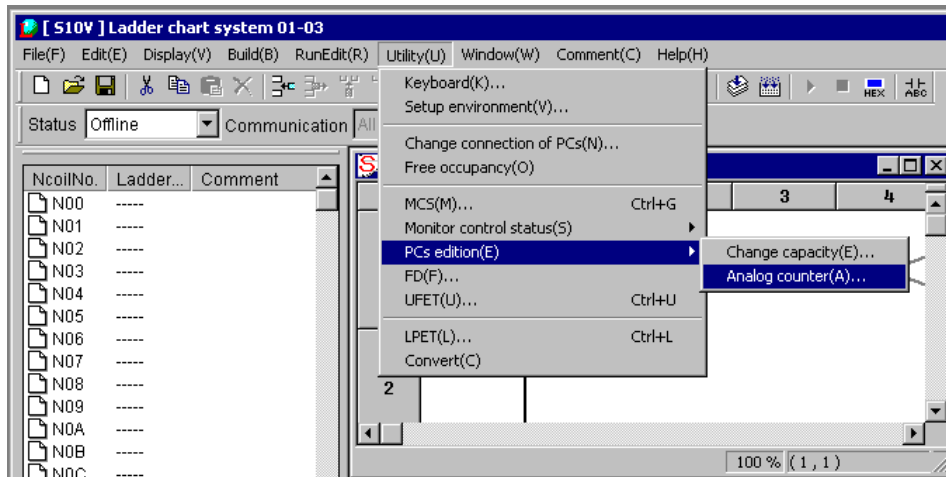 [ S10V ] Ladder chart system 01-03
File(F) Edit(E) Display(V) Build(B) RunEdit(R) Utility(U) Window(W) Comment(C) Help(H)
HEX ABC
Status Offline Communication All
Keyboard(K)...
Setup environment(V)...
Change connection of PCs(N)...
Free occupancy(O)
MCS(M)... Ctrl+G
Monitor control status(S)
PCs edition(E)
FD(F)...
UFET(U)... Ctrl+U
LPET(L)... Ctrl+L
Convert(C)
Change capacity(E)...
Analog counter(A)...
NcoilNo. Ladder... Comment
N00 -----
N01 -----
N02 -----
N03 -----
N04 -----
N05 -----
N06 -----
N07 -----
N08 -----
N09 -----
N0A -----
N0B -----
N0C -----
S
3 4
2
100 % ( 1 , 1 )